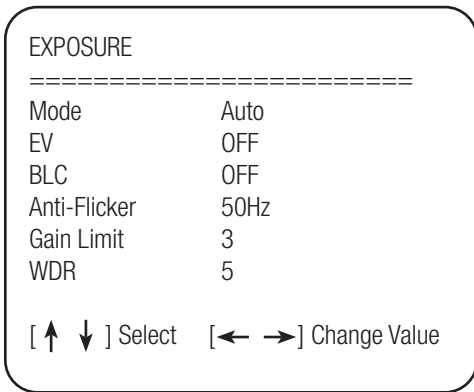 EXPOSURE
========================
Mode Auto
EV OFF
BLC OFF
Anti-Flicker 50Hz
Gain Limit 3
WDR 5
[↑ ↓] Select [← →] Change Value